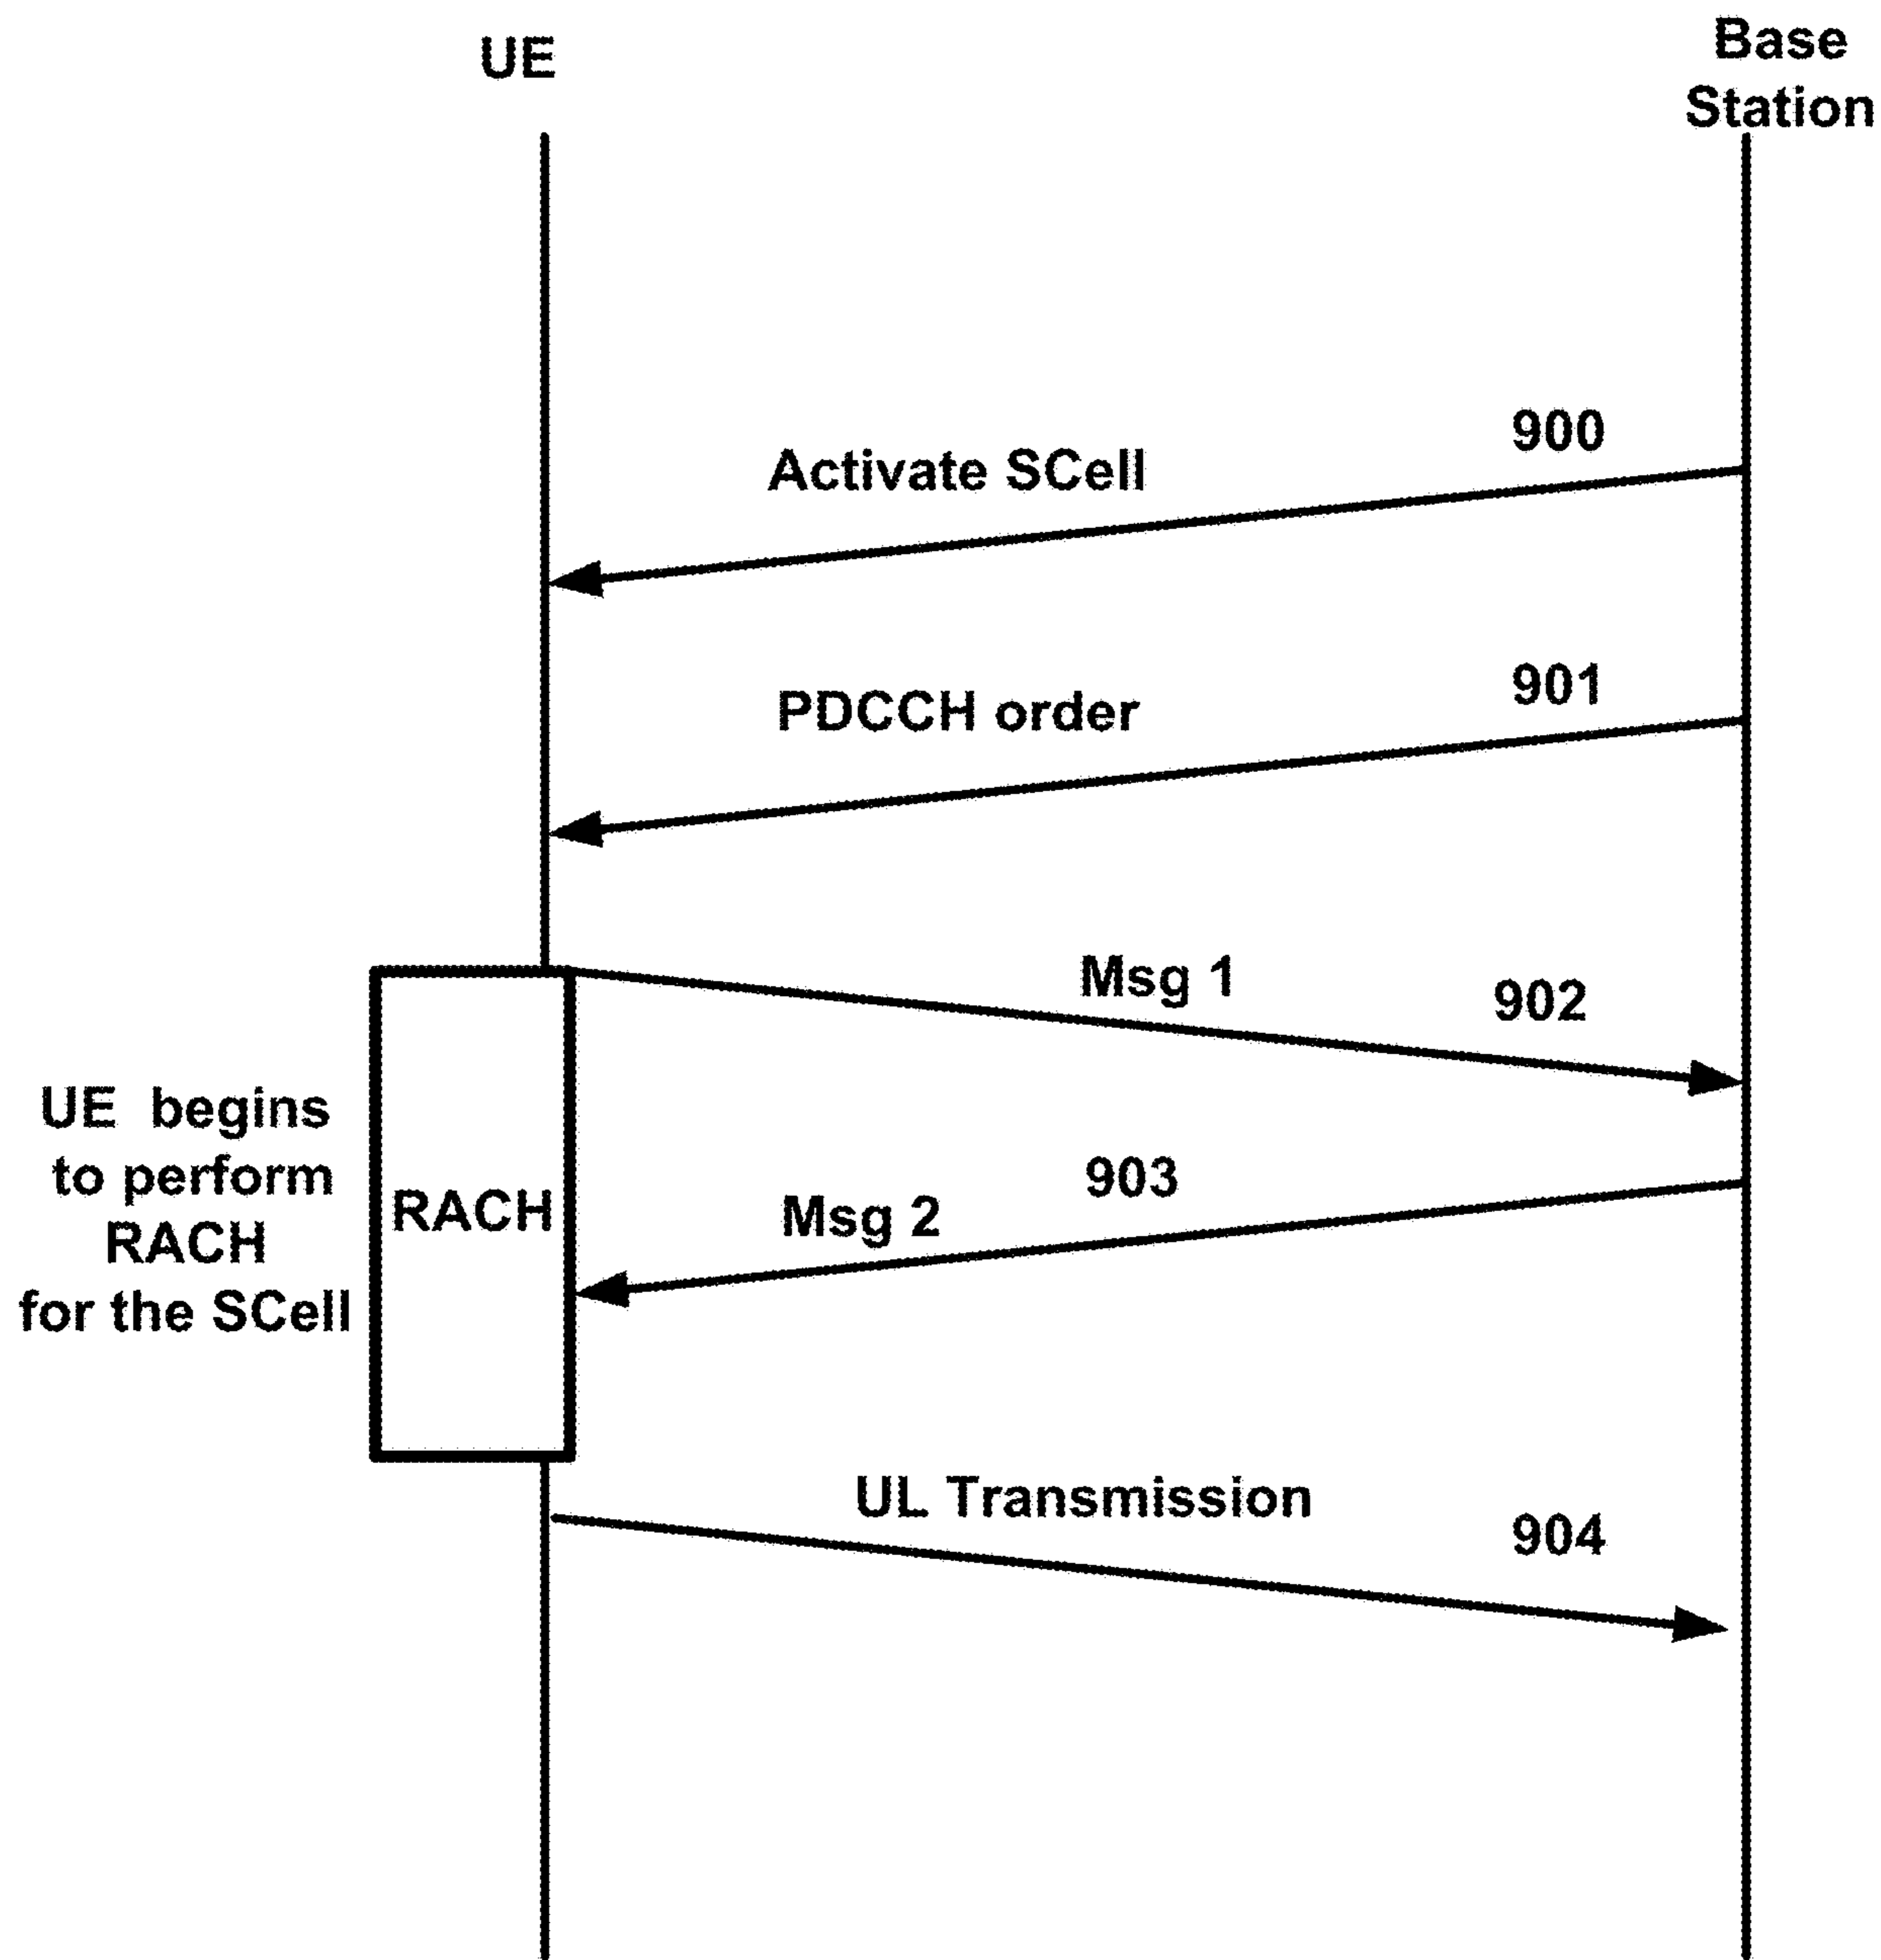 UE
Base
Station
900
Activate SCell
901
PDCCH order
Msg 1
902
UE begins
to perform
RACH
for the SCell
RACH
903
Msg 2
UL Transmission
904